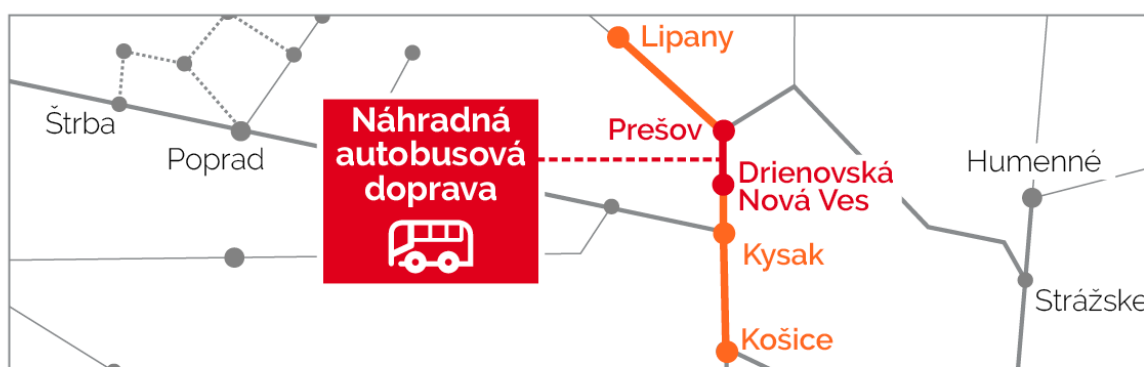 Lipany
Štrba
Poprad
Náhradná
autobusová
doprava
Prešov
Drienovská
Nová Ves
Humenné
Kysak
Strážske
Košice